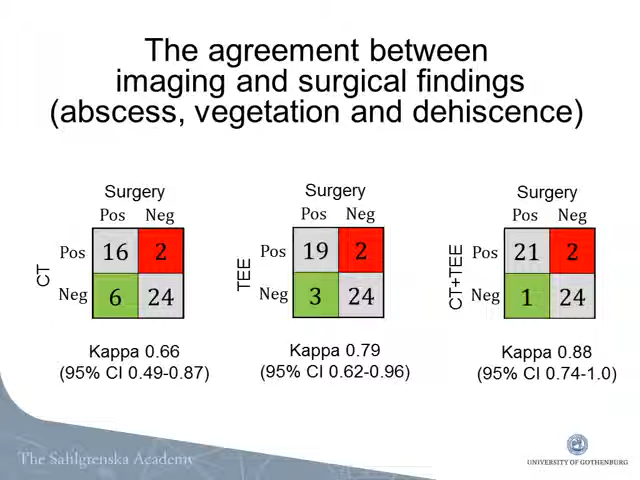 The agreement between
imaging and surgical findings
(abscess, vegetation and dehiscence)
Surgery
Pos Neg
CT
Pos 16 2
Neg 6 24
Kappa 0.66
(95% CI 0.49-0.87)
Surgery
Pos Neg
TEE
Pos 19 2
Neg 3 24
Kappa 0.79
(95% CI 0.62-0.96)
Surgery
Pos Neg
CT+TEE
Pos 21 2
Neg 1 24
Kappa 0.88
(95% CI 0.74-1.0)
The Sahlgrenska Academy
UNIVERSITY OF GOTHENBURG